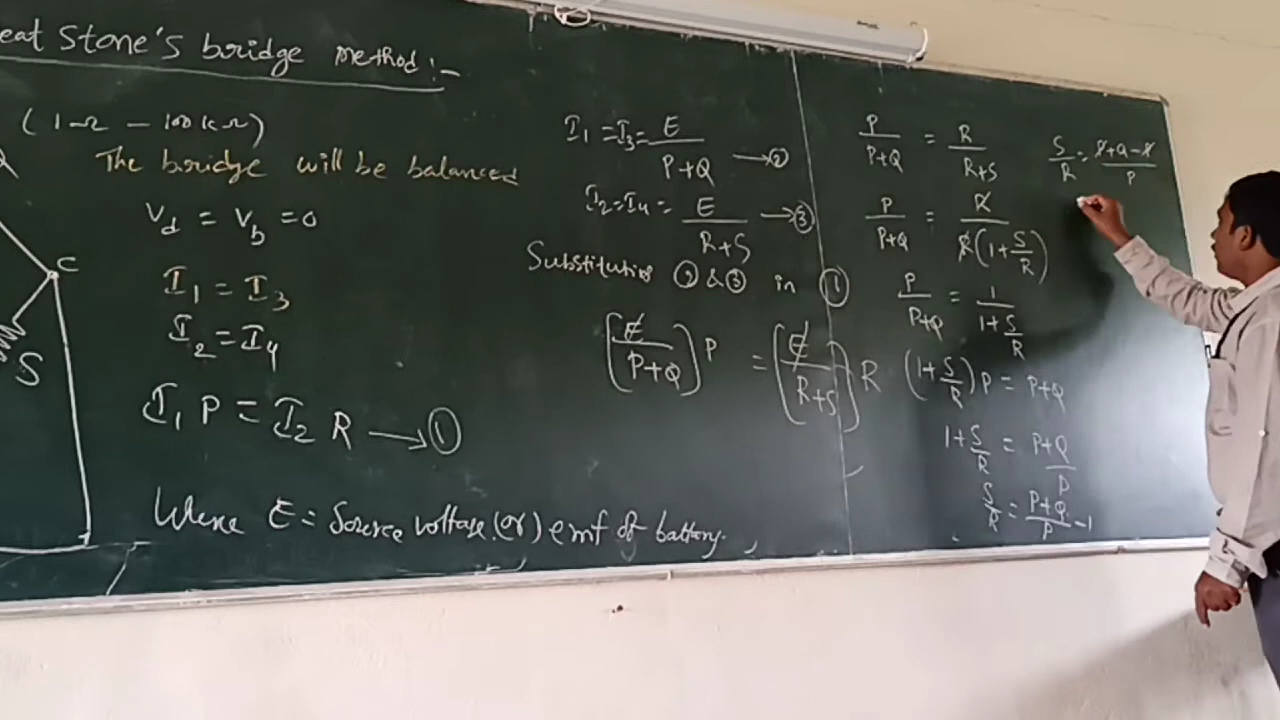 eat Stone's bridge method:-
(1Ω - 100kΩ)
The bridge will be balanced
V_d = V_b = 0
C
I_1 = I_3
I_2 = I_4
S
I_1 P = I_2 R → ①
Where E = Source voltage (or) emf of battery.
I_1 = I_3 = E/(P+Q) → ②
I_2 = I_4 = E/(R+S) → ③
Substituting ② & ③ in ①
[E/(P+Q)] P = [E/(R+S)] R
P/(P+Q) = R/(R+S)
P/(P+Q) = R/(R(1+S/R))
P/(P+Q) = 1/(1+S/R)
(1+S/R)P = P+Q
1+S/R = (P+Q)/P
S/R = (P+Q)/P - 1
S/R = (P+Q-P)/P